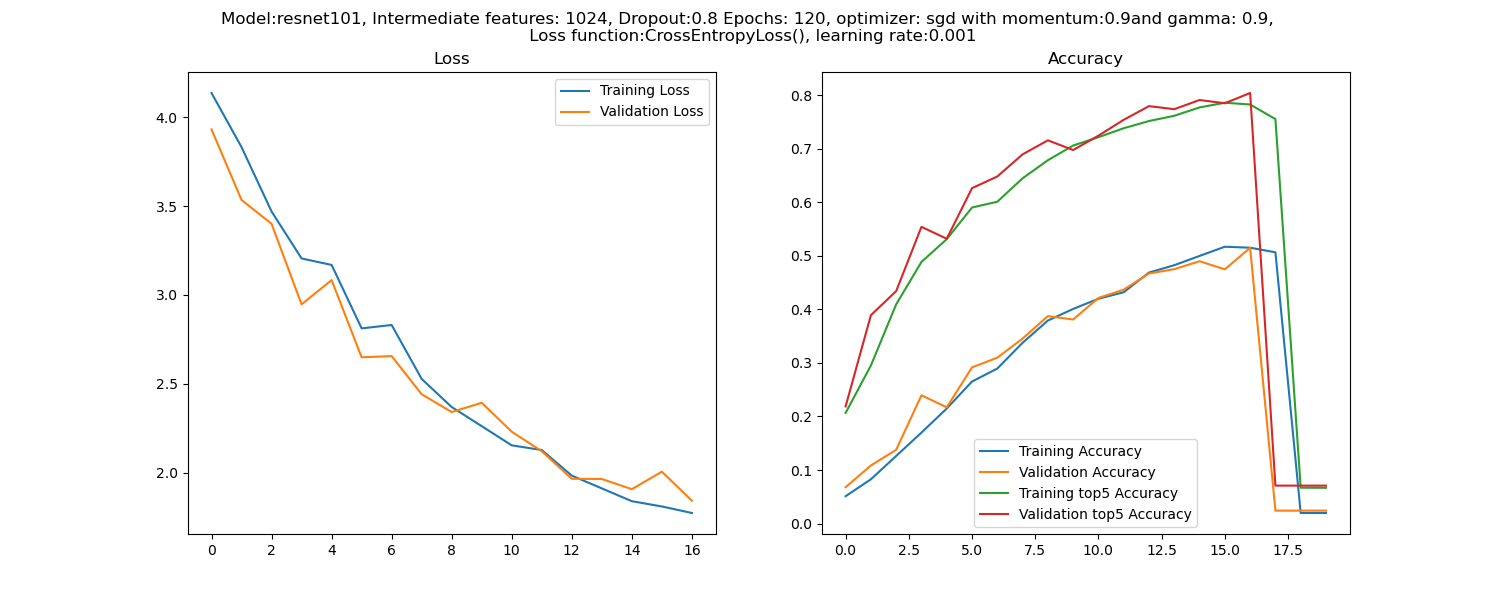 Model:resnet101, Intermediate features: 1024, Dropout:0.8 Epochs: 120, optimizer: sgd with momentum:0.9and gamma: 0.9,
Loss function:CrossEntropyLoss(), learning rate:0.001
Loss
Training Loss
Validation Loss
4.0
3.5
3.0
2.5
2.0
0 2 4 6 8 10 12 14 16
Accuracy
0.8
0.7
0.6
0.5
0.4
0.3
0.2
0.1
0.0
Training Accuracy
Validation Accuracy
Training top5 Accuracy
Validation top5 Accuracy
0.0 2.5 5.0 7.5 10.0 12.5 15.0 17.5